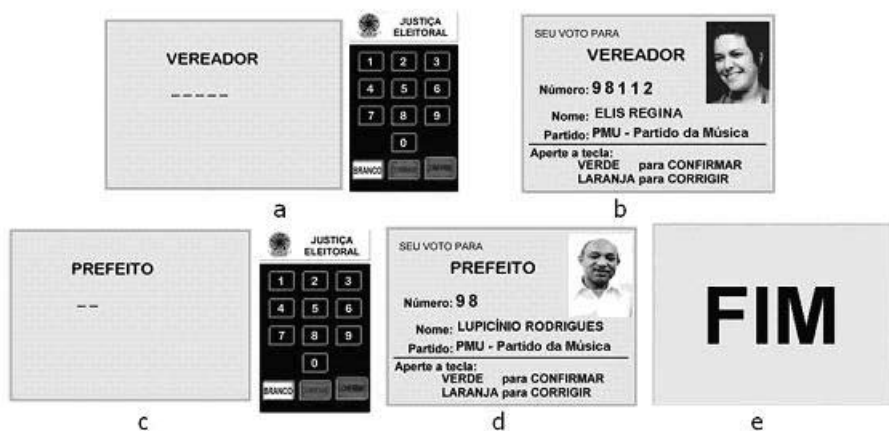 VEREADOR
_ _ _ _ _
JUSTIÇA
ELEITORAL
1 2 3
4 5 6
7 8 9
0
BRANCO
a
SEU VOTO PARA
VEREADOR
Número: 98112
Nome: ELIS REGINA
Partido: PMU - Partido da Música
Aperte a tecla:
VERDE para CONFIRMAR
LARANJA para CORRIGIR
b
PREFEITO
_ _
JUSTIÇA
ELEITORAL
1 2 3
4 5 6
7 8 9
0
BRANCO
c
SEU VOTO PARA
PREFEITO
Número: 98
Nome: LUPICÍNIO RODRIGUES
Partido: PMU - Partido da Música
Aperte a tecla:
VERDE para CONFIRMAR
LARANJA para CORRIGIR
d
FIM
e